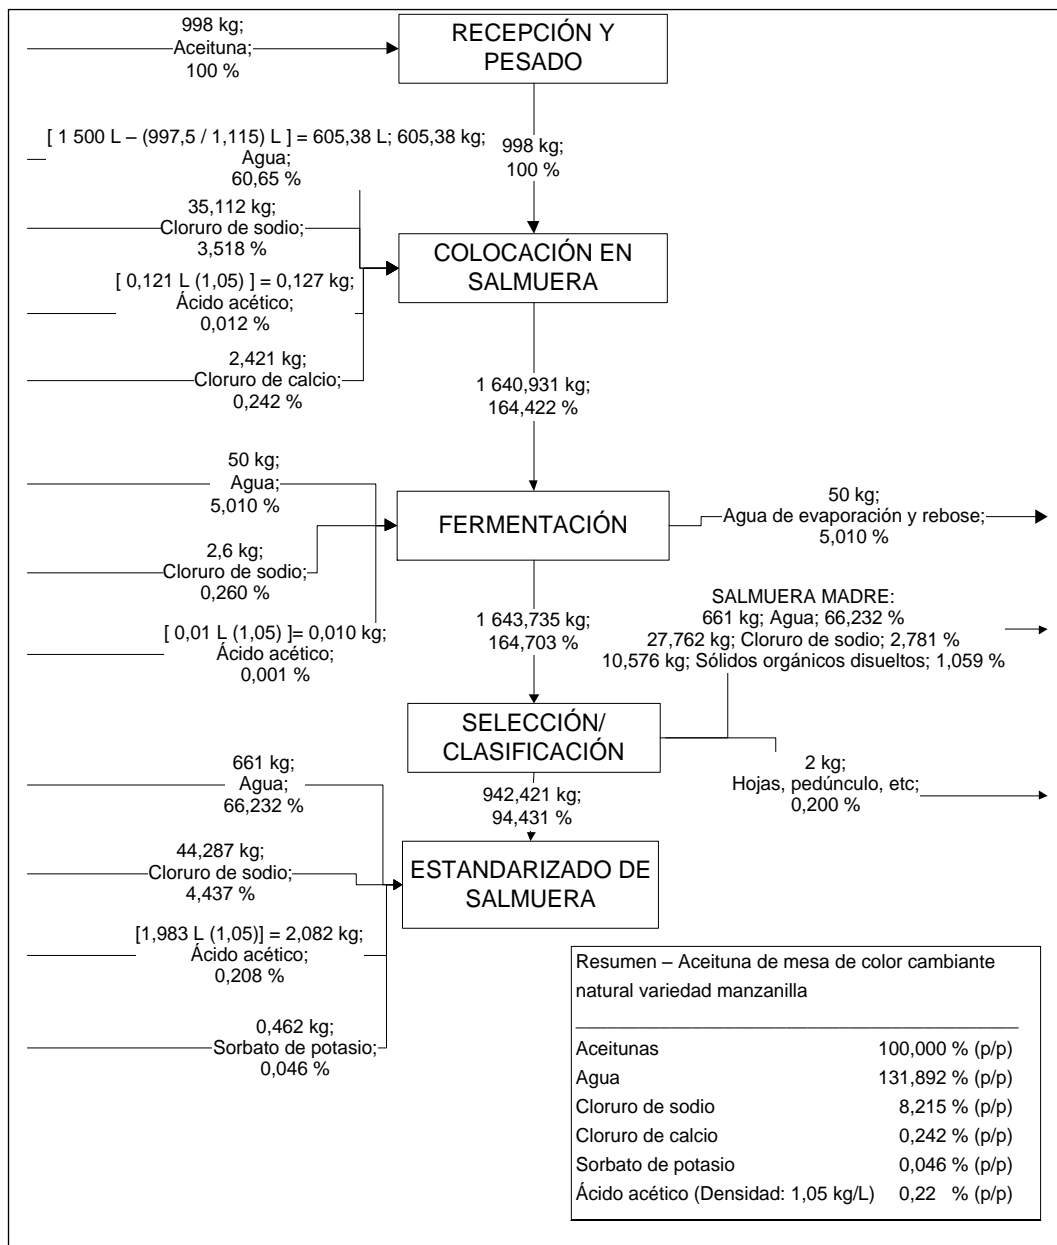 998 kg;
Aceituna;
100 %
RECEPCIÓN Y
PESADO
[ 1 500 L – (997,5 / 1,115) L ] = 605,38 L; 605,38 kg;
Agua;
60,65 %
998 kg;
100 %
35,112 kg;
Cloruro de sodio;
3,518 %
COLOCACIÓN EN
SALMUERA
[ 0,121 L (1,05) ] = 0,127 kg;
Ácido acético;
0,012 %
2,421 kg;
Cloruro de calcio;
0,242 %
1 640,931 kg;
164,422 %
50 kg;
Agua;
5,010 %
FERMENTACIÓN
50 kg;
Agua de evaporación y rebose;
5,010 %
2,6 kg;
Cloruro de sodio;
0,260 %
[ 0,01 L (1,05) ]= 0,010 kg;
Ácido acético;
0,001 %
1 643,735 kg;
164,703 %
SALMUERA MADRE:
661 kg; Agua; 66,232 %
27,762 kg; Cloruro de sodio; 2,781 %
10,576 kg; Sólidos orgánicos disueltos; 1,059 %
SELECCIÓN/
CLASIFICACIÓN
2 kg;
Hojas, pedúnculo, etc;
0,200 %
661 kg;
Agua;
66,232 %
942,421 kg;
94,431 %
44,287 kg;
Cloruro de sodio;
4,437 %
ESTANDARIZADO DE
SALMUERA
[1,983 L (1,05)] = 2,082 kg;
Ácido acético;
0,208 %
0,462 kg;
Sorbato de potasio;
0,046 %
Resumen – Aceituna de mesa de color cambiante
natural variedad manzanilla
Aceitunas 100,000 % (p/p)
Agua 131,892 % (p/p)
Cloruro de sodio 8,215 % (p/p)
Cloruro de calcio 0,242 % (p/p)
Sorbato de potasio 0,046 % (p/p)
Ácido acético (Densidad: 1,05 kg/L) 0,22 % (p/p)